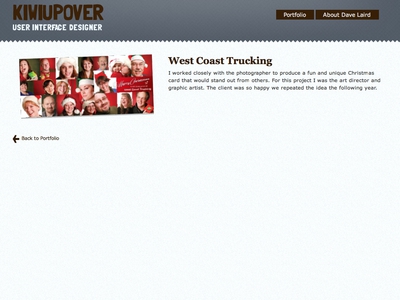 KIWIUPOVER
USER INTERFACE DESIGNER
Portfolio
About Dave Laird
West Coast Trucking
I worked closely with the photographer to produce a fun and unique Christmas
card that would stand out from others. For this project I was the art director and
graphic artist. The client was so happy we repeated the idea the following year.
Back to Portfolio